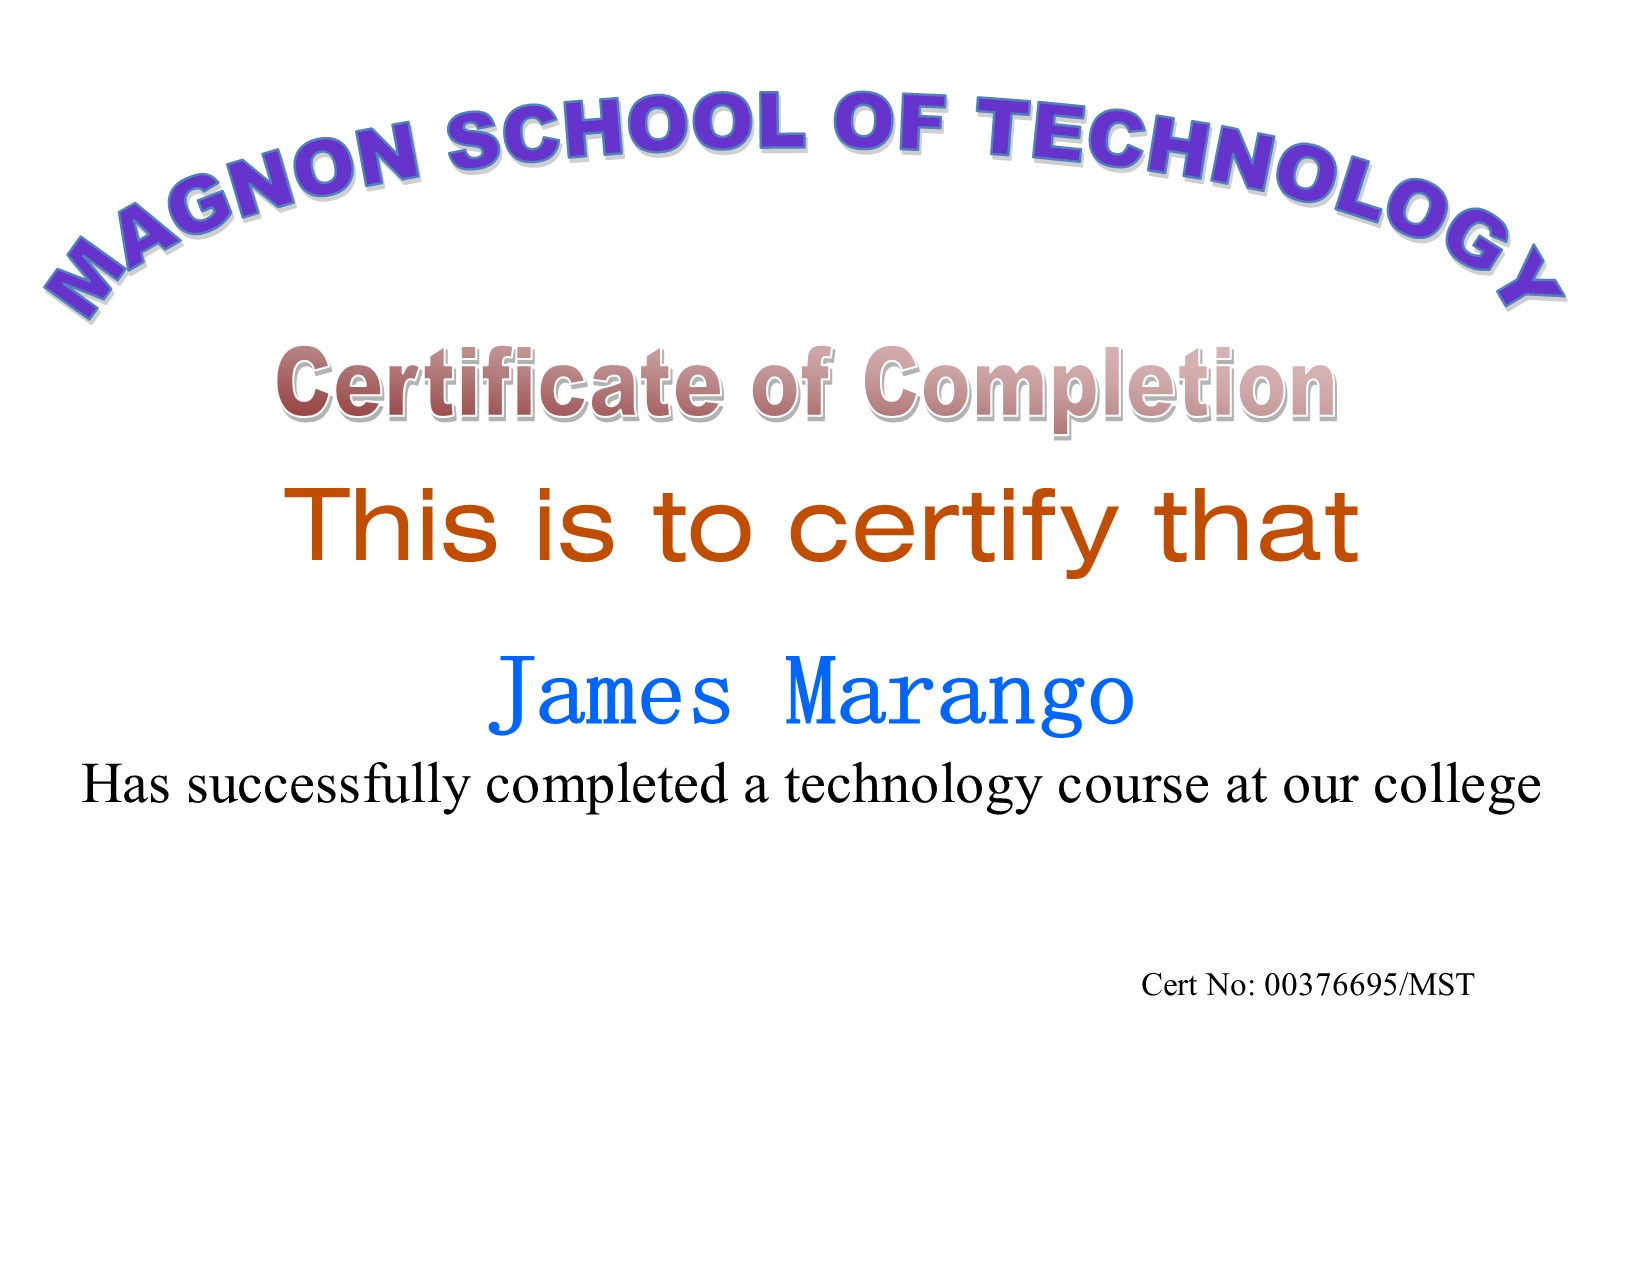 MAGNON SCHOOL OF TECHNOLOGY
Certificate of Completion
This is to certify that
James Marango
Has successfully completed a technology course at our college
Cert No: 00376695/MST